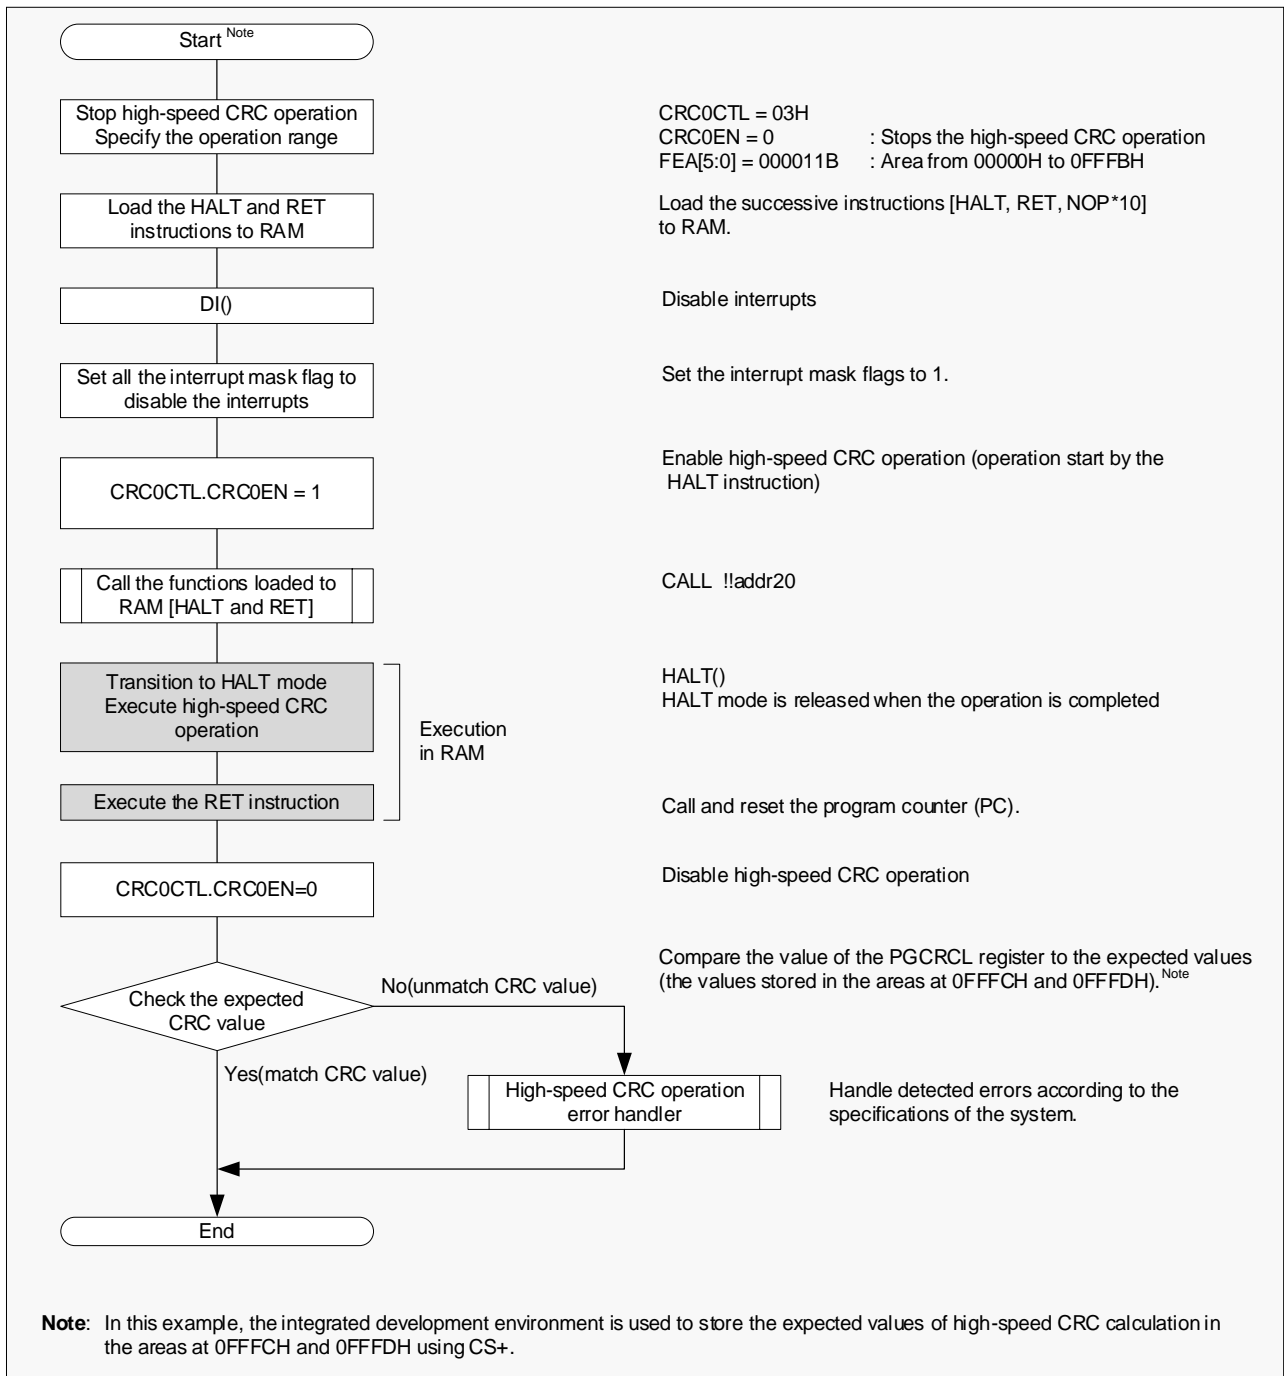 Start Note
Stop high-speed CRC operation
Specify the operation range
CRC0CTL = 03H
CRC0EN = 0 : Stops the high-speed CRC operation
FEA[5:0] = 000011B : Area from 00000H to 0FFFBH
Load the HALT and RET
instructions to RAM
Load the successive instructions [HALT, RET, NOP*10]
to RAM.
DI()
Disable interrupts
Set all the interrupt mask flag to
disable the interrupts
Set the interrupt mask flags to 1.
CRC0CTL.CRC0EN = 1
Enable high-speed CRC operation (operation start by the
HALT instruction)
Call the functions loaded to
RAM [HALT and RET]
CALL !!addr20
Transition to HALT mode
Execute high-speed CRC
operation
HALT()
HALT mode is released when the operation is completed
Execution
in RAM
Execute the RET instruction
Call and reset the program counter (PC).
CRC0CTL.CRC0EN=0
Disable high-speed CRC operation
Compare the value of the PGCRCL register to the expected values
(the values stored in the areas at 0FFFCH and 0FFFDH). Note
Check the expected
CRC value
No(unmatch CRC value)
Yes(match CRC value)
High-speed CRC operation
error handler
Handle detected errors according to the
specifications of the system.
End
Note: In this example, the integrated development environment is used to store the expected values of high-speed CRC calculation in
the areas at 0FFFCH and 0FFFDH using CS+.